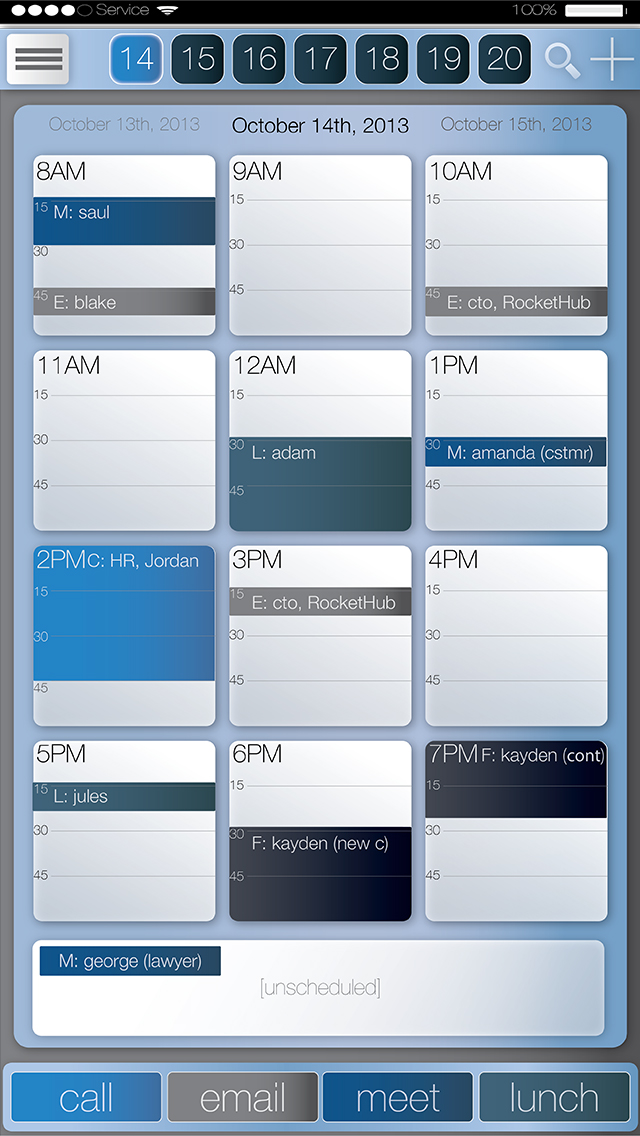 Service 100%
14 15 16 17 18 19 20
October 13th, 2013 October 14th, 2013 October 15th, 2013
8AM 9AM 10AM
15 M: saul 15 15
30 30 30
45 E: blake 45 45 E: cto, RocketHub
11AM 12AM 1PM
15 15 15
30 30 L: adam 30 M: amanda (cstmr)
45 45 45
2PM C: HR, Jordan 3PM 4PM
15 15 E: cto, RocketHub 15
30 30 30
45 45 45
5PM 6PM 7PM F: kayden (cont)
15 L: jules 15
30 30 F: kayden (new c) 30
45 45 45
M: george (lawyer)
[unscheduled]
call email meet lunch